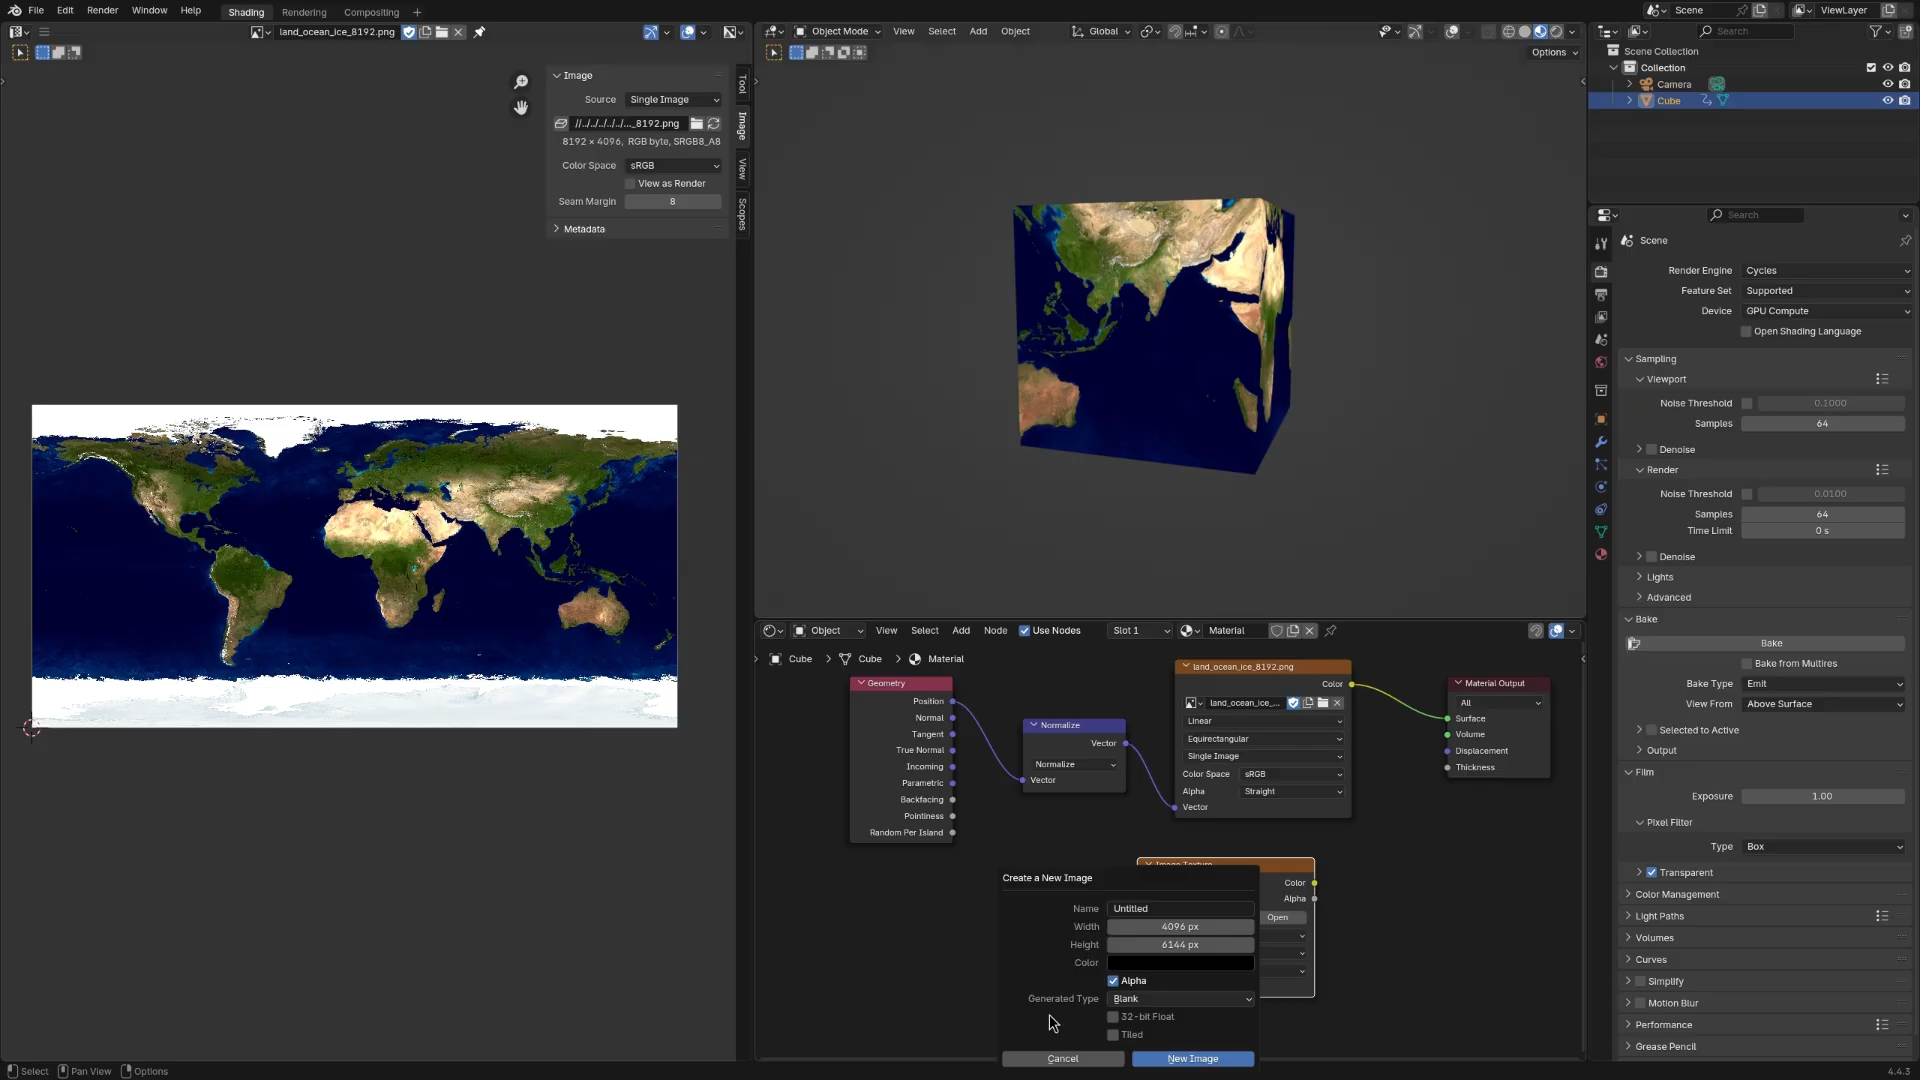 File Edit Render Window Help Shading Rendering Compositing + Scene ViewLayer
land_ocean_ice_8192.png
Object Mode View Select Add Object Global
Options
Search
Scene Collection
Collection
Camera
Cube
Image
Source Single Image
//../../../../../..._8192.png
8192 × 4096, RGB byte, SRGB8_A8
Color Space sRGB
View as Render
Seam Margin 8
Metadata
Tool
Image
View
Scopes
Search
Scene
Render Engine Cycles
Feature Set Supported
Device GPU Compute
Open Shading Language
Sampling
Viewport
Noise Threshold 0.1000
Samples 64
Denoise
Render
Noise Threshold 0.0100
Samples 64
Time Limit 0 s
Denoise
Lights
Advanced
Bake
Bake
Bake from Multires
Bake Type Emit
View From Above Surface
Selected to Active
Output
Film
Exposure 1.00
Pixel Filter
Type Box
Transparent
Color Management
Light Paths
Volumes
Curves
Simplify
Motion Blur
Performance
Grease Pencil
Object View Select Add Node Use Nodes Slot 1 Material
Cube Cube Material
Geometry
Position
Normal
Tangent
True Normal
Incoming
Parametric
Backfacing
Pointiness
Random Per Island
Normalize
Vector
Normalize
Vector
land_ocean_ice_8192.png
Color
land_ocean_ice_...
Linear
Equirectangular
Single Image
Color Space sRGB
Alpha Straight
Vector
Material Output
All
Surface
Volume
Displacement
Thickness
Image Texture
Color
Alpha
Open
Create a New Image
Name Untitled
Width 4096 px
Height 6144 px
Color
Alpha
Generated Type Blank
32-bit Float
Tiled
Cancel New Image
Select Pan View Options 4.4.3